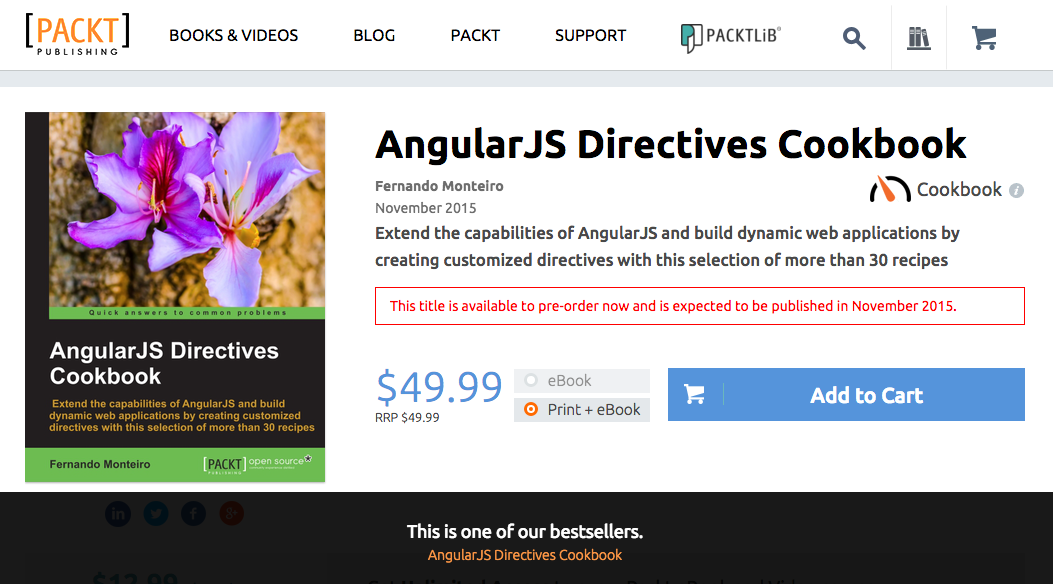 [PACKT]
PUBLISHING
BOOKS & VIDEOS
BLOG
PACKT
SUPPORT
PACKTLiB®
AngularJS Directives Cookbook
Fernando Monteiro
November 2015
Cookbook i
Extend the capabilities of AngularJS and build dynamic web applications by
creating customized directives with this selection of more than 30 recipes
This title is available to pre-order now and is expected to be published in November 2015.
$49.99
RRP $49.99
eBook
Print + eBook
Add to Cart
Quick answers to common problems
AngularJS Directives
Cookbook
Extend the capabilities of AngularJS and build
dynamic web applications by creating customized
directives with this selection of more than 30 recipes
Fernando Monteiro
[PACKT] open source*
PUBLISHING
in
f
g+
This is one of our bestsellers.
AngularJS Directives Cookbook